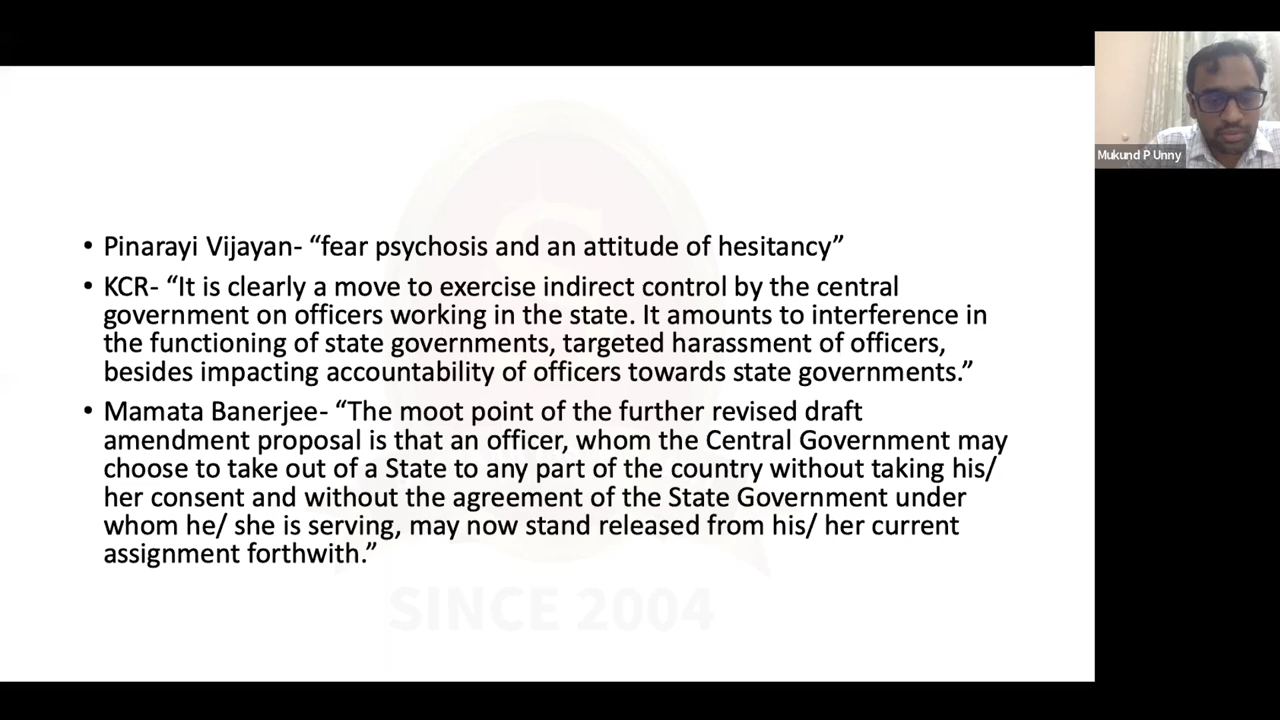 Mukund P Unny
• Pinarayi Vijayan- “fear psychosis and an attitude of hesitancy”
• KCR- “It is clearly a move to exercise indirect control by the central
government on officers working in the state. It amounts to interference in
the functioning of state governments, targeted harassment of officers,
besides impacting accountability of officers towards state governments.”
• Mamata Banerjee- “The moot point of the further revised draft
amendment proposal is that an officer, whom the Central Government may
choose to take out of a State to any part of the country without taking his/
her consent and without the agreement of the State Government under
whom he/ she is serving, may now stand released from his/ her current
assignment forthwith.”
SINCE 2004